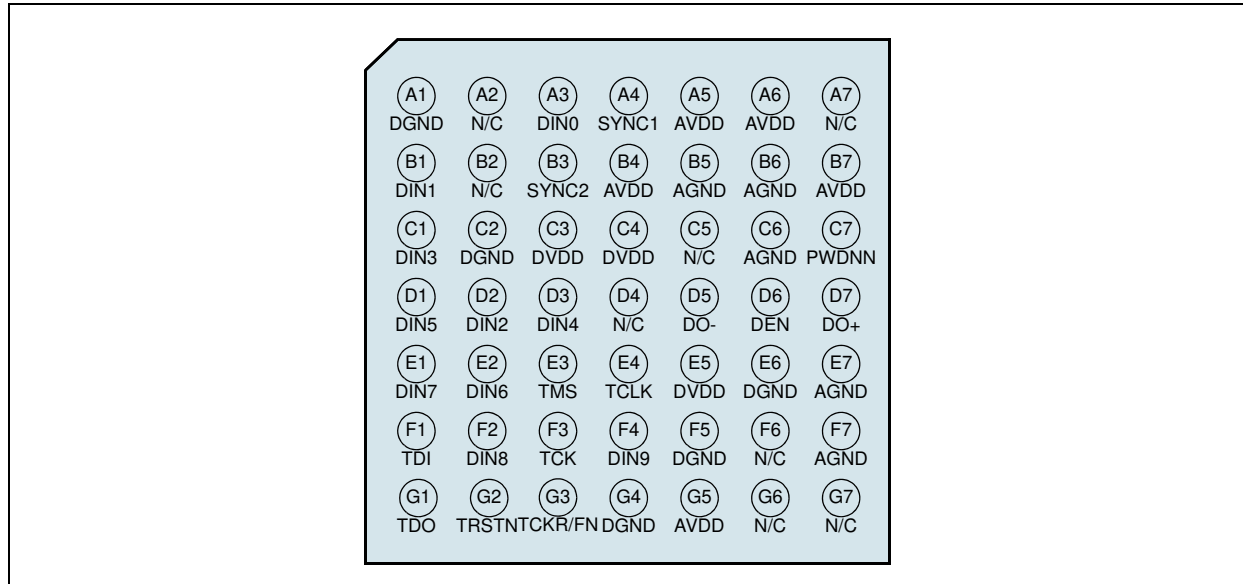 A1 A2 A3 A4 A5 A6 A7
DGND N/C DIN0 SYNC1 AVDD AVDD N/C
B1 B2 B3 B4 B5 B6 B7
DIN1 N/C SYNC2 AVDD AGND AGND AVDD
C1 C2 C3 C4 C5 C6 C7
DIN3 DGND DVDD DVDD N/C AGND PWDNN
D1 D2 D3 D4 D5 D6 D7
DIN5 DIN2 DIN4 N/C DO- DEN DO+
E1 E2 E3 E4 E5 E6 E7
DIN7 DIN6 TMS TCLK DVDD DGND AGND
F1 F2 F3 F4 F5 F6 F7
TDI DIN8 TCK DIN9 DGND N/C AGND
G1 G2 G3 G4 G5 G6 G7
TDO TRSTN TCKR/FN DGND AVDD N/C N/C